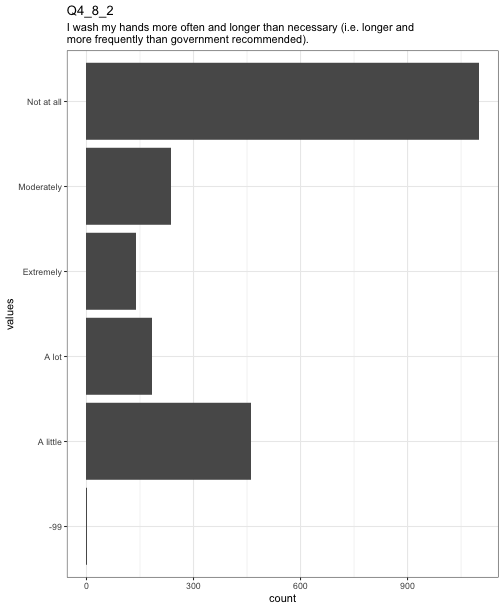 Q4_8_2
I wash my hands more often and longer than necessary (i.e. longer and
more frequently than government recommended).
Not at all
Moderately
Extremely
A lot
A little
-99
values
0 300 600 900
count